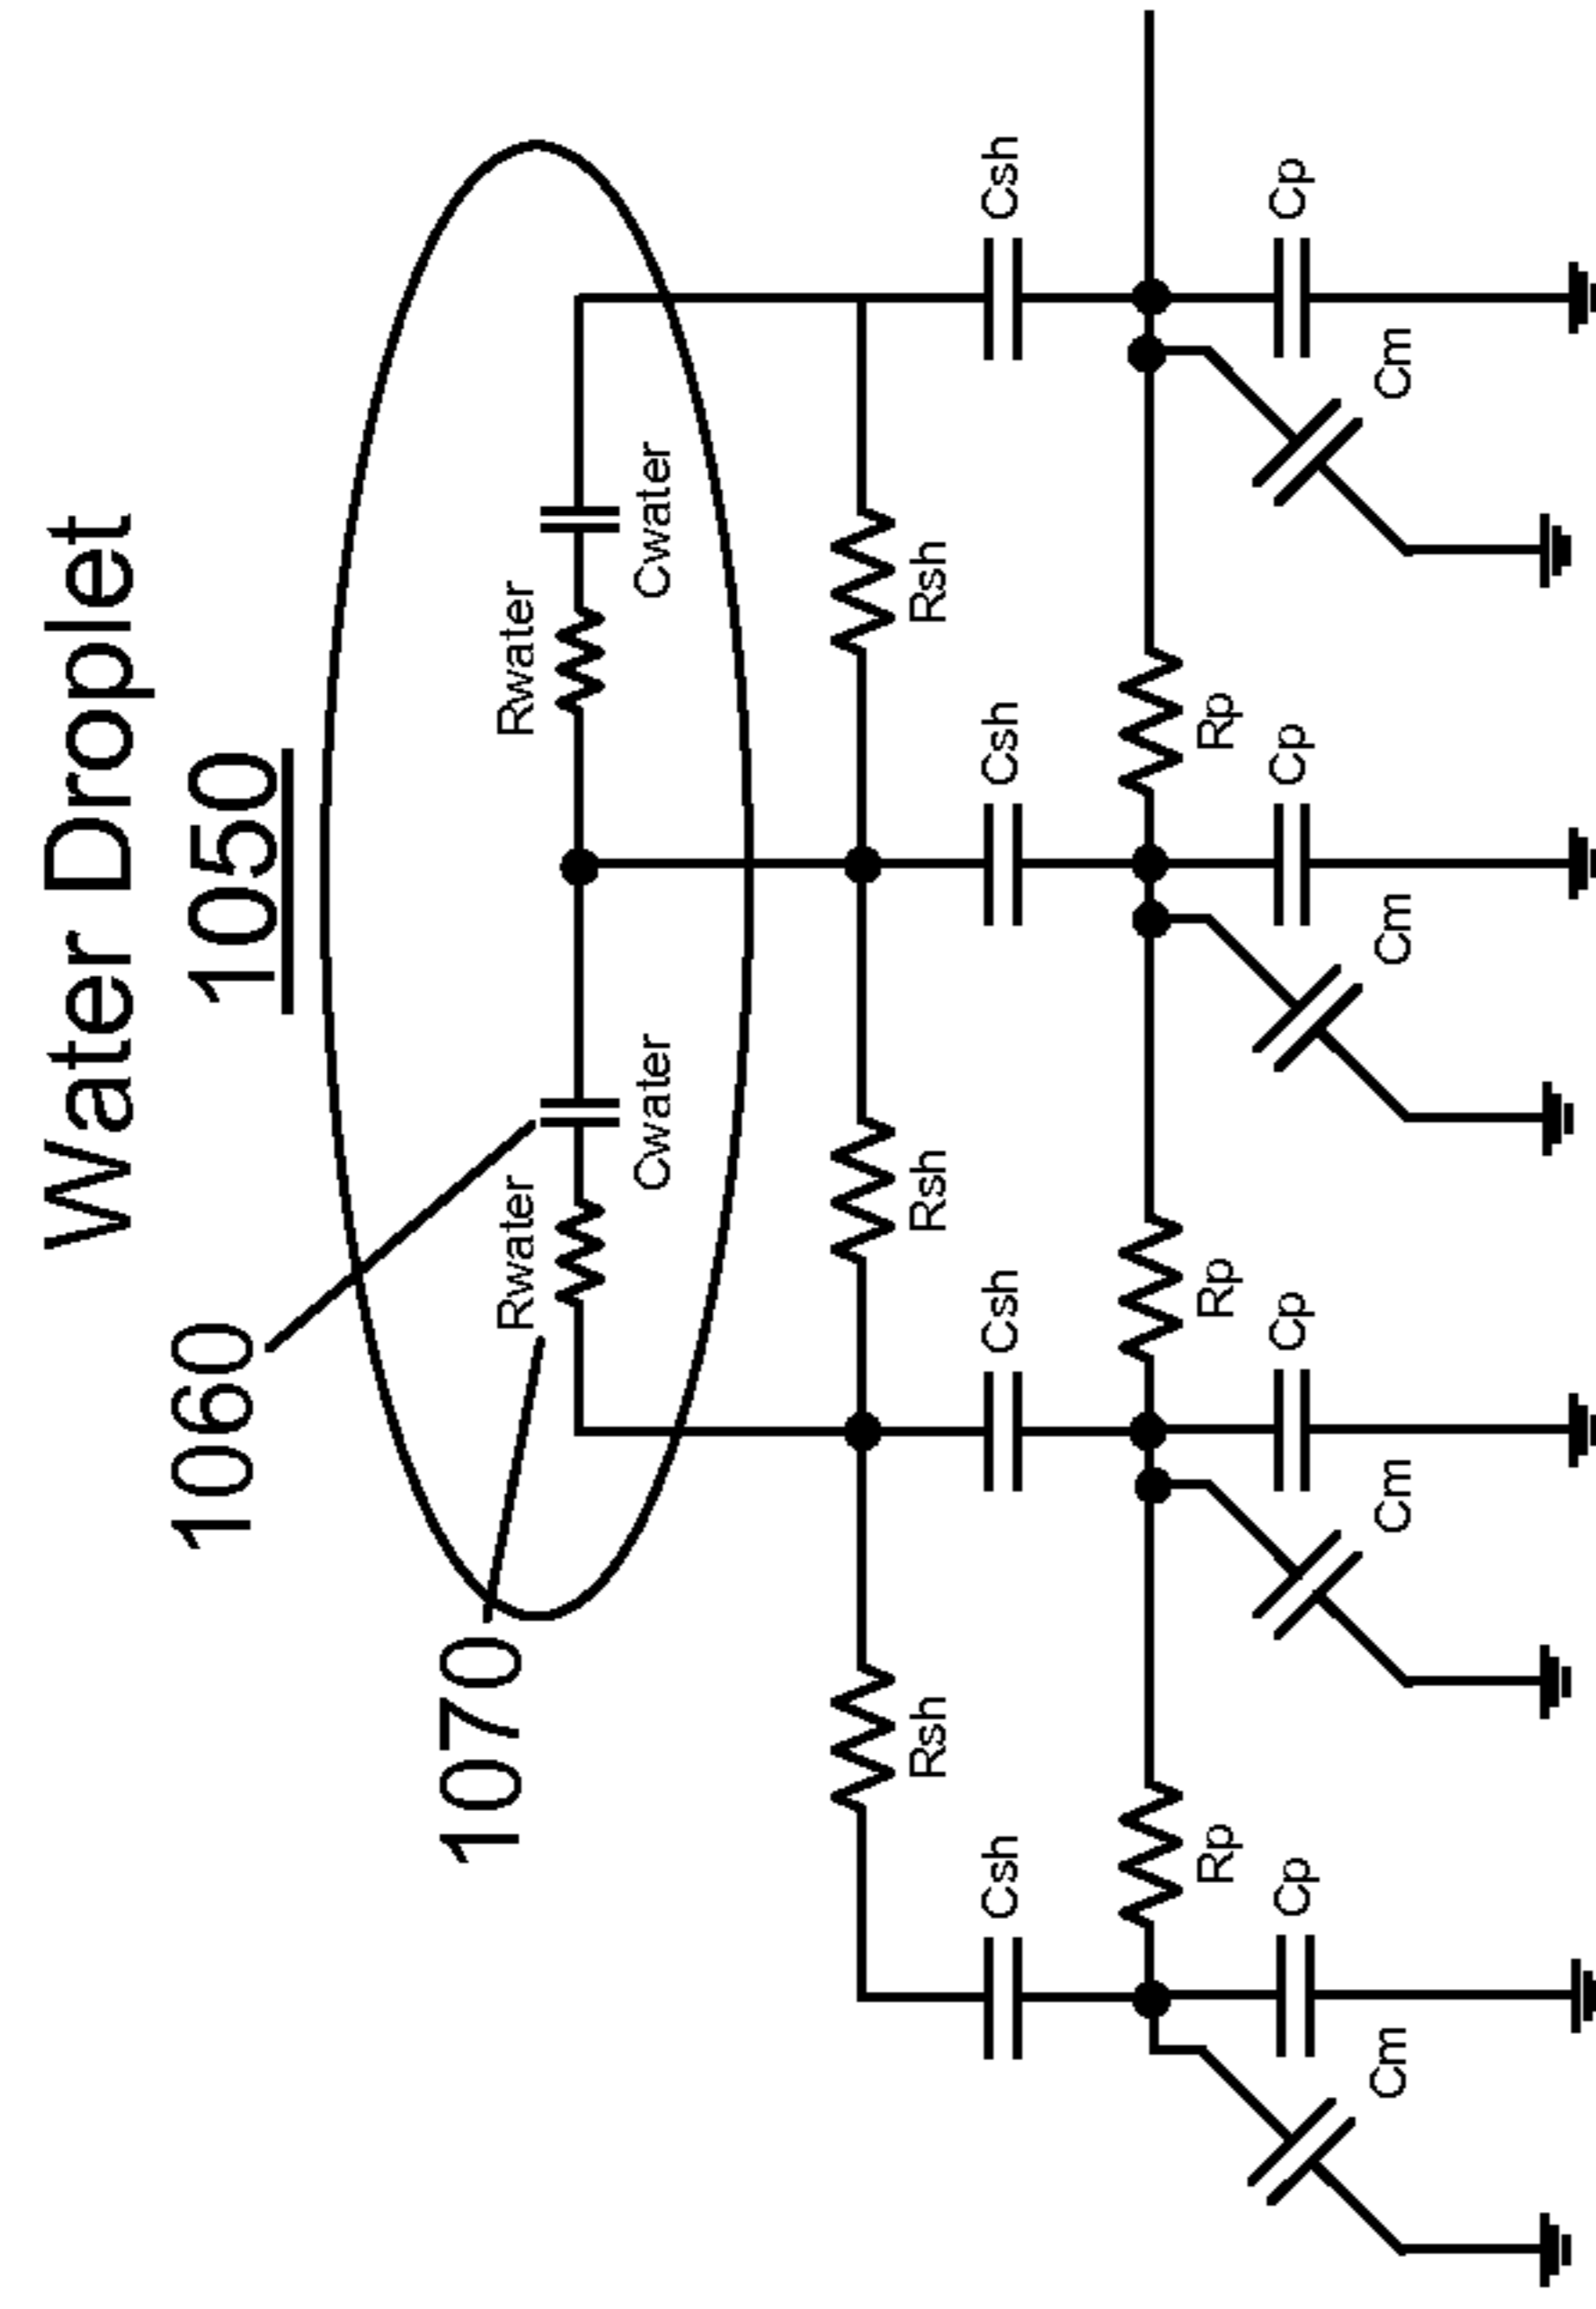 Water Droplet
1050
1060
1070
Rwater
Rwater
Cwater
Cwater
Rsh
Rsh
Rsh
Csh
Csh
Csh
Csh
Rp
Rp
Rp
Cp
Cp
Cp
Cp
Cm
Cm
Cm
Cm